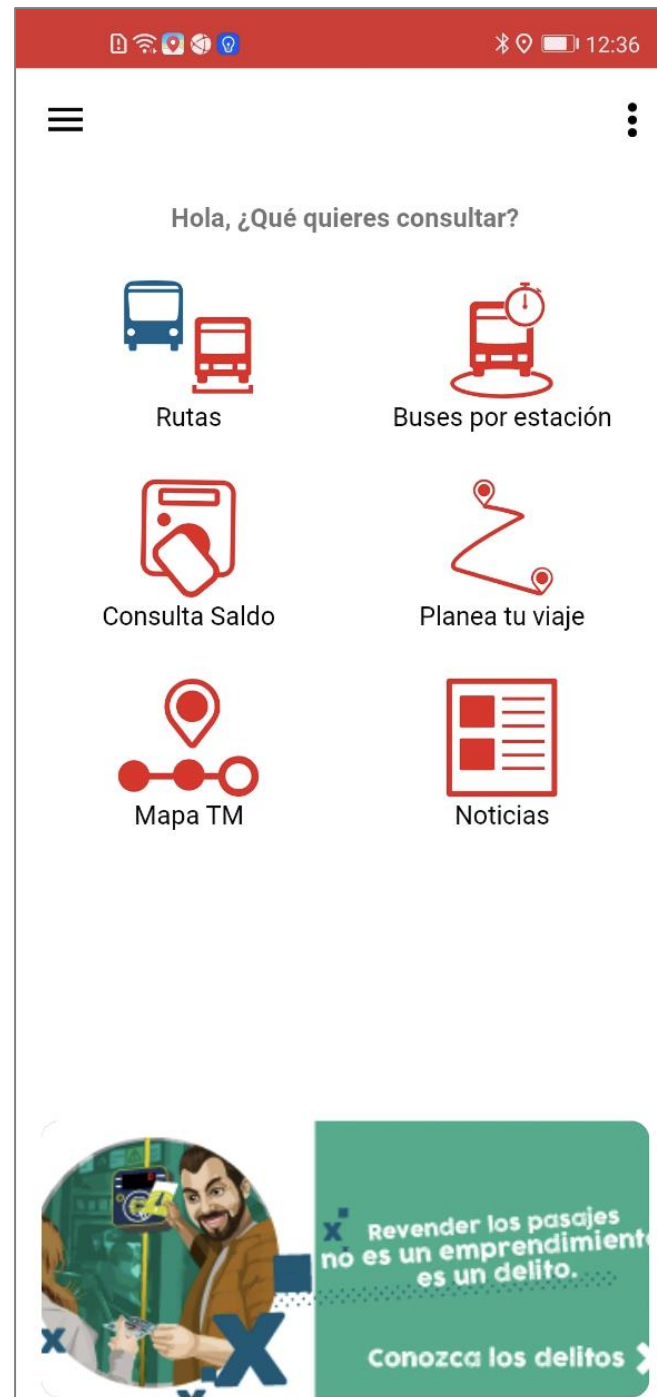 12:36
Hola, ¿Qué quieres consultar?
Rutas
Buses por estación
Consulta Saldo
Planea tu viaje
Mapa TM
Noticias
Revender los pasajes
no es un emprendimient
es un delito.
Conozca los delitos